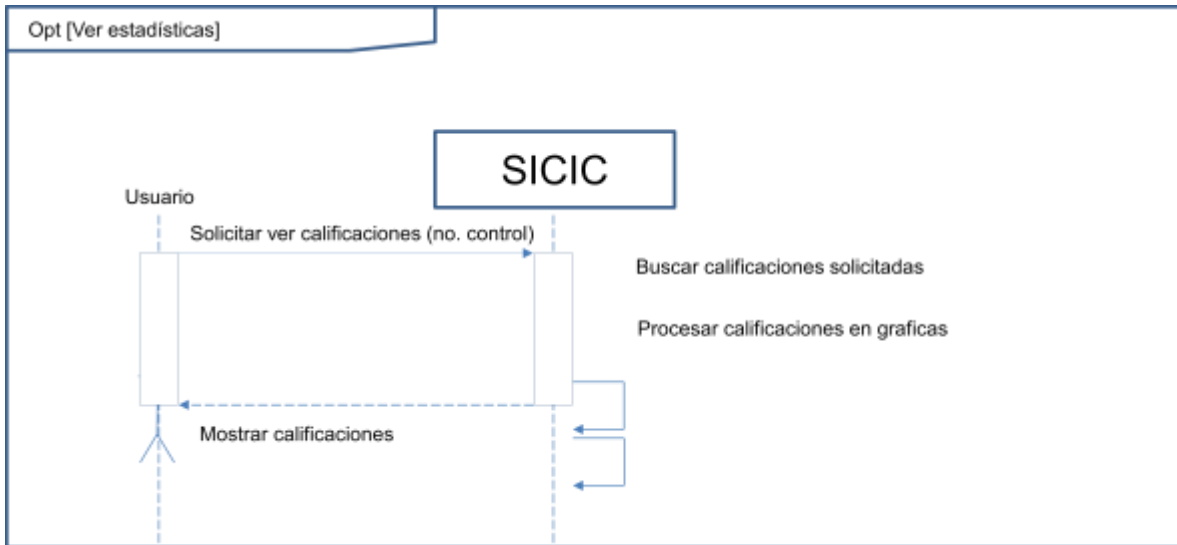 Opt [Ver estadísticas]
SICIC
Usuario
Solicitar ver calificaciones (no. control)
Buscar calificaciones solicitadas
Procesar calificaciones en graficas
Mostrar calificaciones